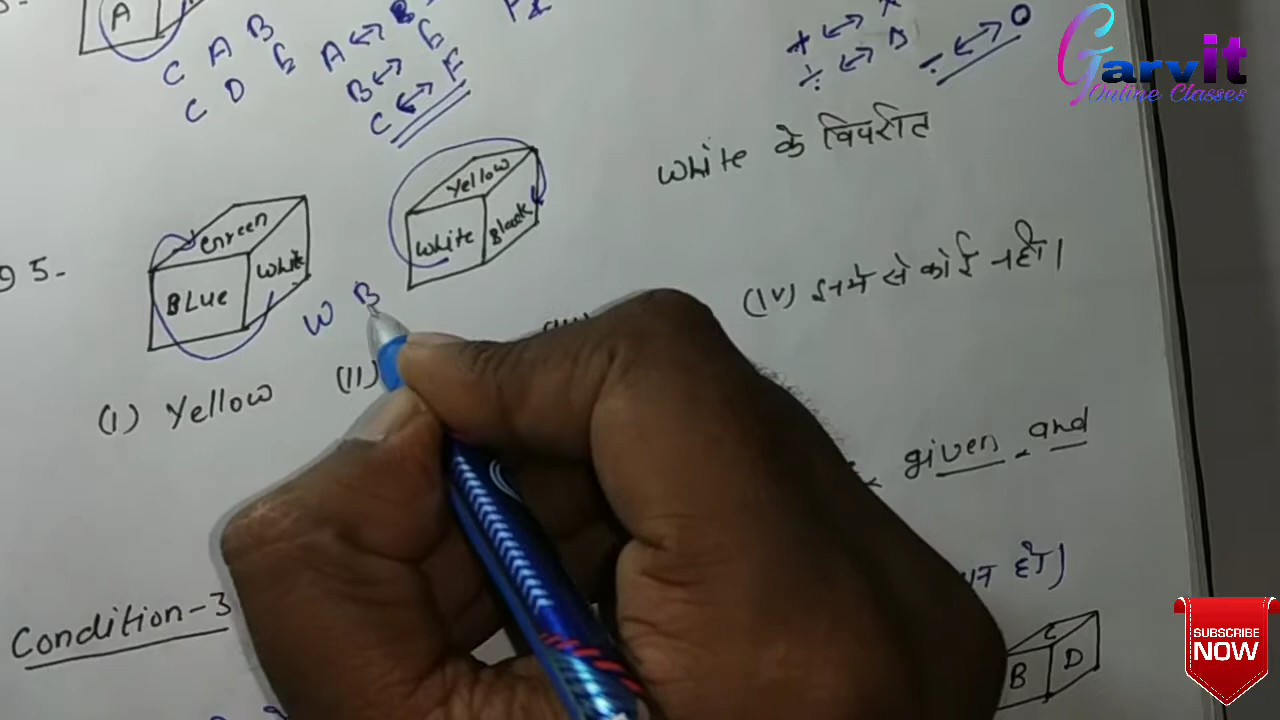 A
C A B
C D E
A ↔ B
B ↔ E
C ↔ F
÷ ↔ D
Garvit
Online Classes
White के विपरीत
Q 5.
Green
BLUE
White
Yellow
White
Black
W B
(I) Yellow
(II)
(IV) इनमें से कोई नहीं।
given. and
Condition-3
हो।
C
B
D
SUBSCRIBE
NOW